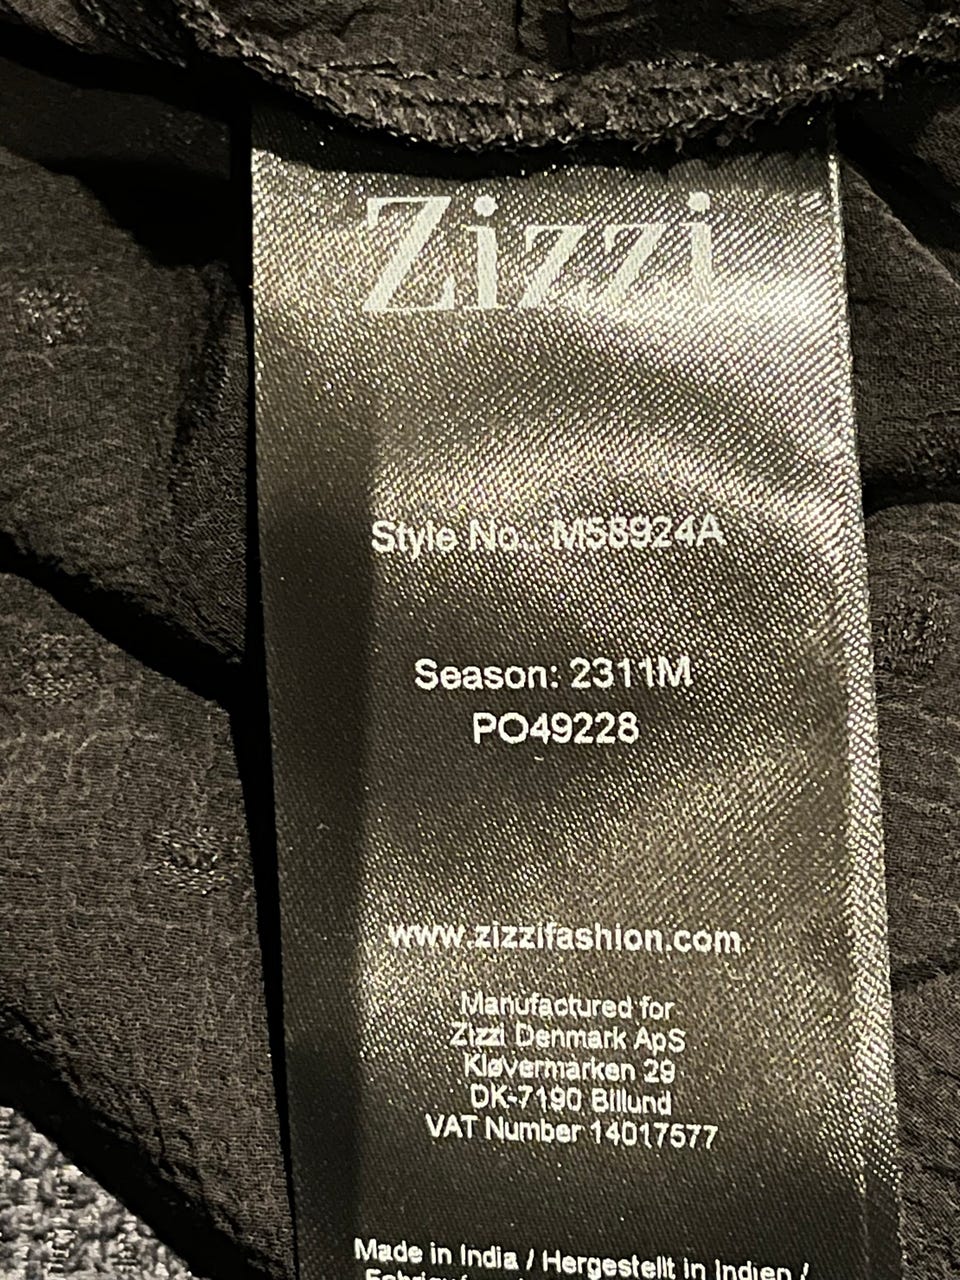 Zizzi
Style No.: M58924A
Season: 2311M
PO49228
www.zizzifashion.com
Manufactured for
Zizzi Denmark ApS
Kløvermarken 29
DK-7190 Billund
VAT Number 14017577
Made in India / Hergestellt in Indien /